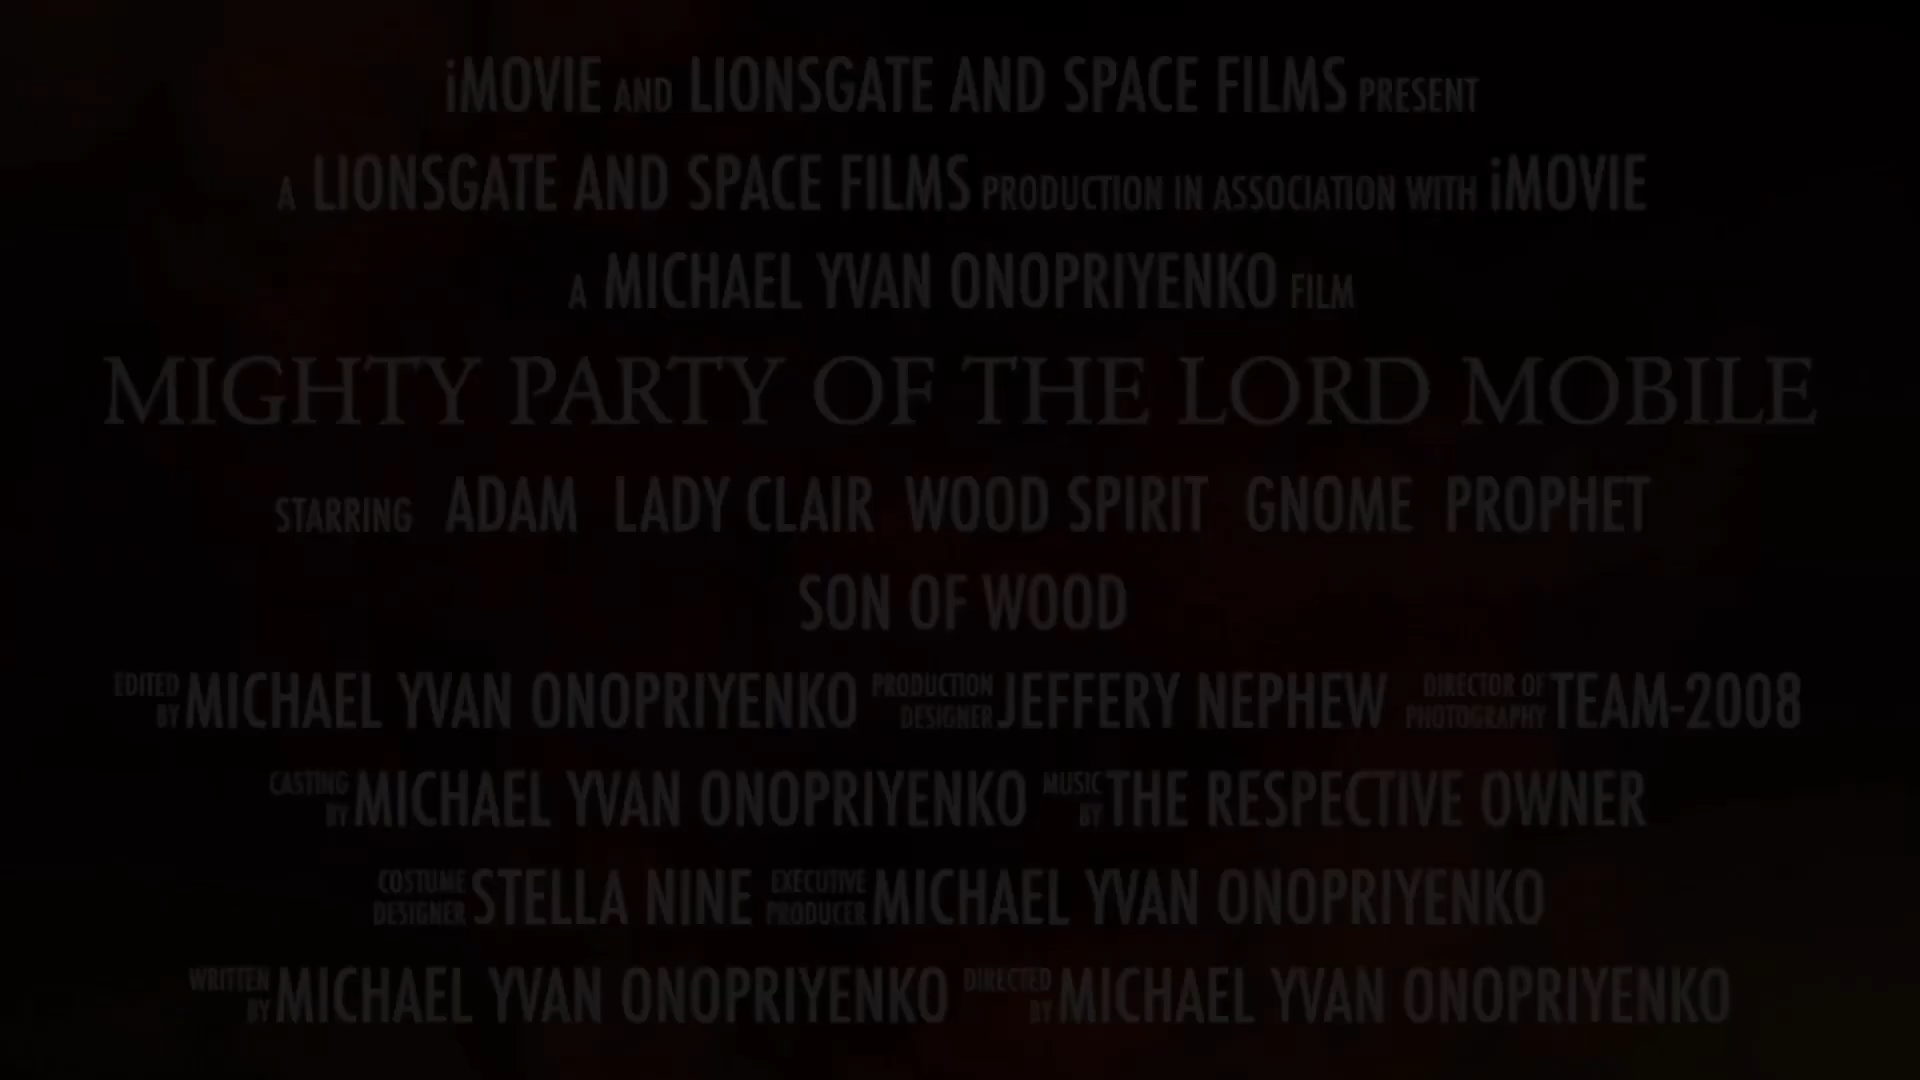 iMOVIE AND LIONSGATE AND SPACE FILMS PRESENT
A LIONSGATE AND SPACE FILMS PRODUCTION IN ASSOCIATION WITH iMOVIE
A MICHAEL YVAN ONOPRIYENKO FILM
MIGHTY PARTY OF THE LORD MOBILE
STARRING ADAM LADY CLAIR WOOD SPIRIT GNOME PROPHET
SON OF WOOD
EDITED BY MICHAEL YVAN ONOPRIYENKO PRODUCTION DESIGNER JEFFERY NEPHEW DIRECTOR OF PHOTOGRAPHY TEAM-2008
CASTING BY MICHAEL YVAN ONOPRIYENKO MUSIC BY THE RESPECTIVE OWNER
COSTUME DESIGNER STELLA NINE EXECUTIVE PRODUCER MICHAEL YVAN ONOPRIYENKO
WRITTEN BY MICHAEL YVAN ONOPRIYENKO DIRECTED BY MICHAEL YVAN ONOPRIYENKO